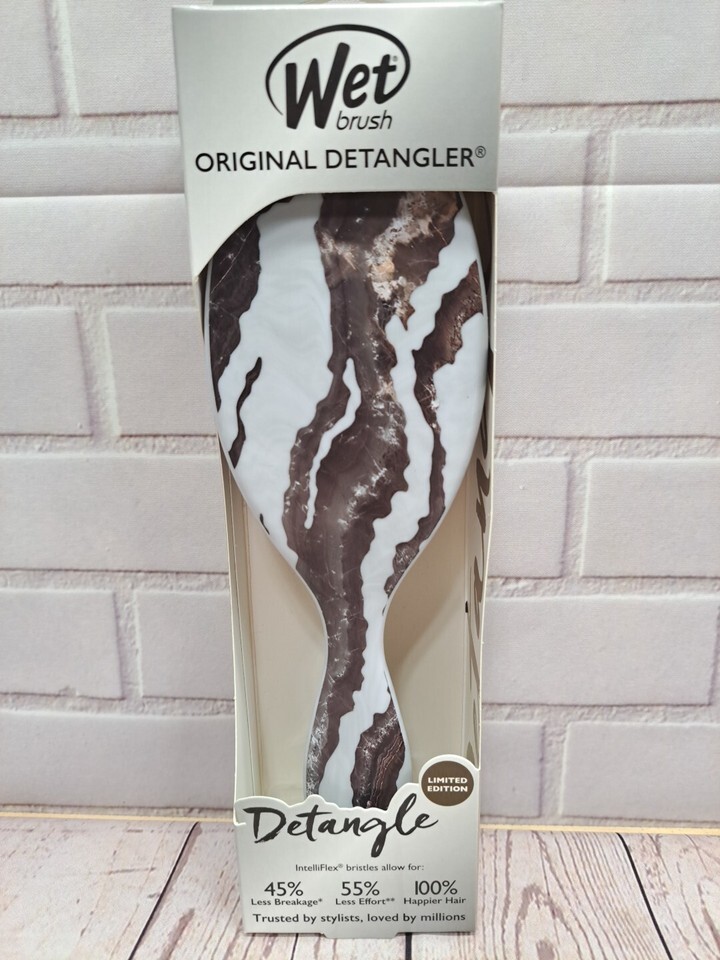 Wet®
brush
ORIGINAL DETANGLER®
LIMITED
EDITION
Detangle
IntelliFlex® bristles allow for:
45% 55% 100%
Less Breakage* Less Effort** Happier Hair
Trusted by stylists, loved by millions